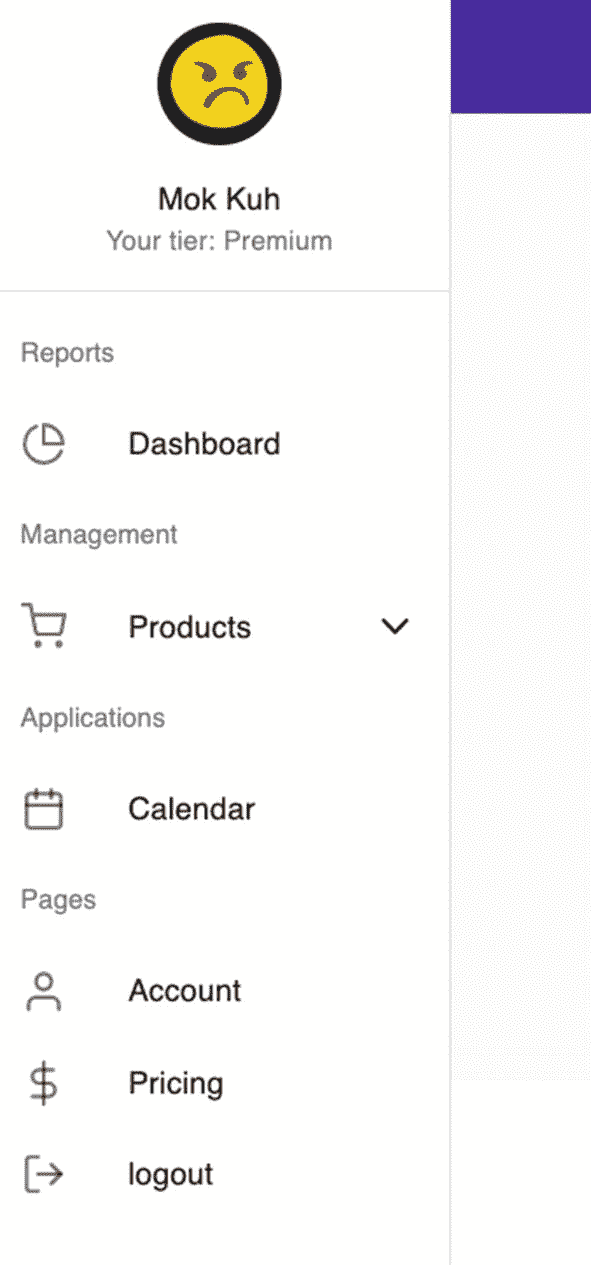 Mok Kuh
Your tier: Premium
Reports
Dashboard
Management
Products
Applications
Calendar
Pages
Account
Pricing
logout